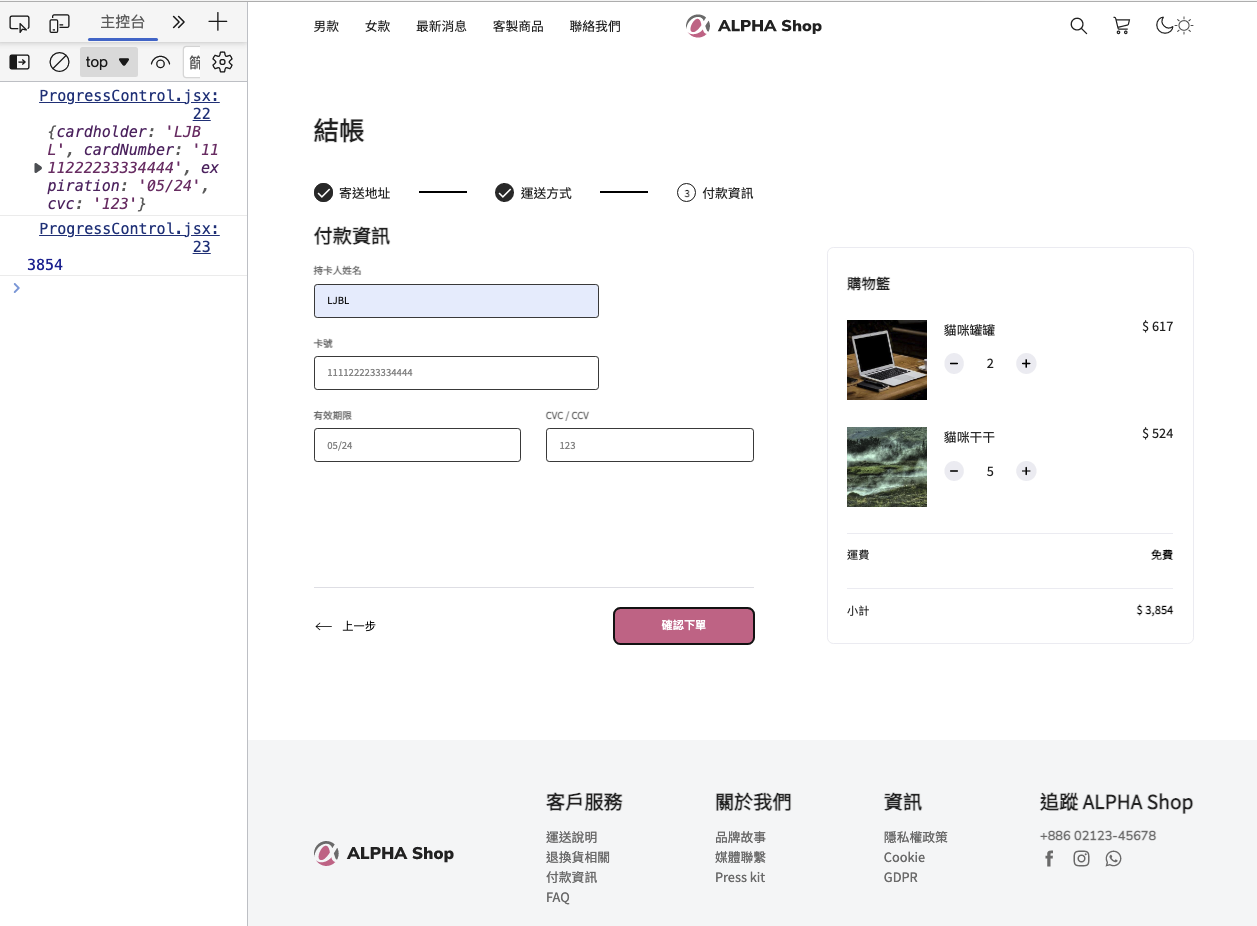 主控台
top
篩
ProgressControl.jsx:
22
{cardholder: 'LJB
L', cardNumber: '11
11222233334444', ex
piration: '05/24',
cvc: '123'}
ProgressControl.jsx:
23
3854
男款 女款 最新消息 客製商品 聯絡我們
ALPHA Shop
結帳
寄送地址
運送方式
3 付款資訊
付款資訊
持卡人姓名
LJBL
卡號
1111222233334444
有效期限
05/24
CVC / CCV
123
上一步
確認下單
購物籃
貓咪罐罐
$ 617
2
貓咪干干
$ 524
5
運費
免費
小計
$ 3,854
ALPHA Shop
客戶服務
運送說明
退換貨相關
付款資訊
FAQ
關於我們
品牌故事
媒體聯繫
Press kit
資訊
隱私權政策
Cookie
GDPR
追蹤 ALPHA Shop
+886 02123-45678